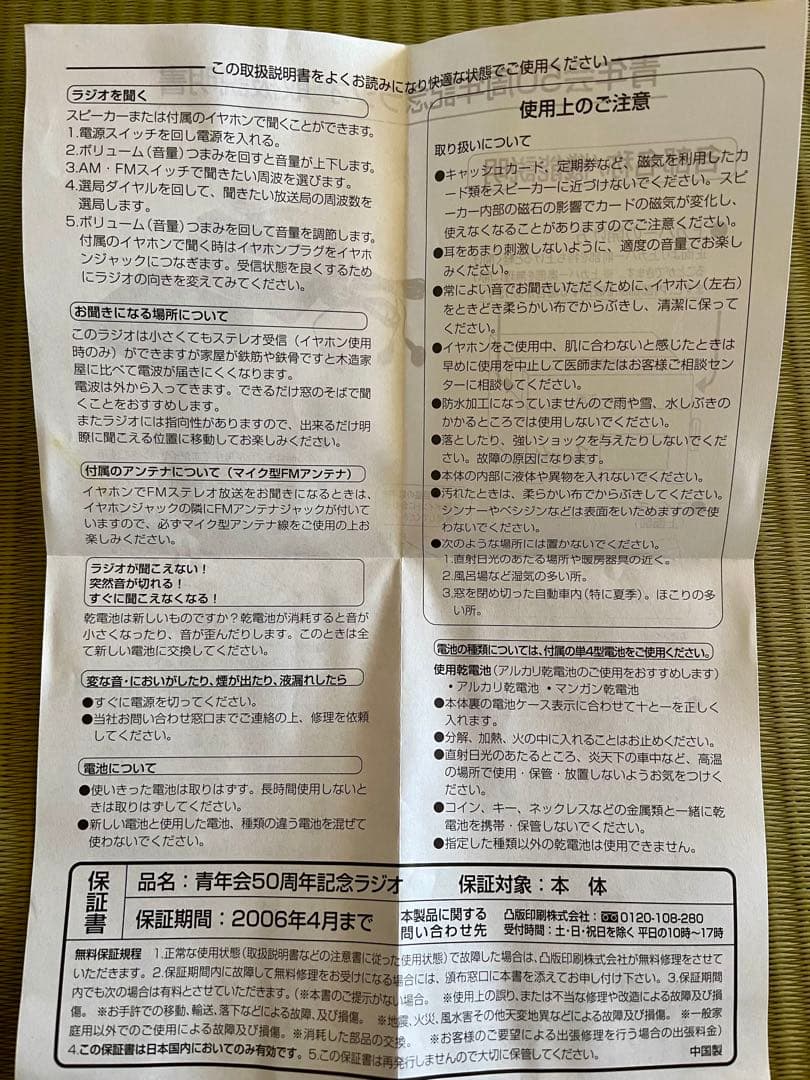 この取扱説明書をよくお読みになり快適な状態でご使用ください
ラジオを聞く
スピーカーまたは付属のイヤホンで聞くことができます。
1.電源スイッチを回し電源を入れる。
2.ボリューム(音量)つまみを回すと音量が上下します。
3.AM・FMスイッチで聞きたい周波を選びます。
4.選局ダイヤルを回して、聞きたい放送局の周波数を
選局します。
5.ボリューム(音量)つまみを回して音量を調節します。
付属のイヤホンで聞く時はイヤホンプラグをイヤホ
ンジャックにつなぎます。受信状態を良くするため
にラジオの向きを変えてみてください。
お聞きになる場所について
このラジオは小さくてもステレオ受信(イヤホン使用
時のみ)ができますが家屋が鉄筋や鉄骨ですと木造家
屋に比べて電波が届きにくくなります。
電波は外から入ってきます。できるだけ窓のそばで聞
くことをおすすめします。
またラジオには指向性がありますので、出来るだけ明
瞭に聞こえる位置に移動してお楽しみください。
付属のアンテナについて(マイク型FMアンテナ)
イヤホンでFMステレオ放送をお聞きになるときは、
イヤホンジャックの隣にFMアンテナジャックが付いて
いますので、必ずマイク型アンテナ線をご使用の上お
楽しみください。
ラジオが聞こえない!
突然音が切れる!
すぐに聞こえなくなる!
乾電池は新しいものですか?乾電池が消耗すると音が
小さくなったり、音が歪んだりします。このときは全
て新しい電池に交換してください。
変な音・においがしたり、煙が出たり、液漏れしたら
●すぐに電源を切ってください。
●当社お問い合わせ窓口までご連絡の上、修理を依頼
してください。
電池について
●使いきった電池は取りはずす。長時間使用しないと
きは取りはずしてください。
●新しい電池と使用した電池、種類の違う電池を混ぜて
使わないでください。
使用上のご注意
取り扱いについて
●キャッシュカード、定期券など、磁気を利用したカ
ード類をスピーカーに近づけないでください。スピ
ーカー内部の磁石の影響でカードの磁気が変化し、
使えなくなることがありますのでご注意ください。
●耳をあまり刺激しないように、適度の音量でお楽し
みください。
●常によい音でお聞きいただくために、イヤホン(左右)
をときどき柔らかい布でからぶきし、清潔に保って
ください。
●イヤホンをご使用中、肌に合わないと感じたときは
早めに使用を中止して医師またはお客様ご相談セン
ターに相談してください。
●防水加工になっていませんので雨や雪、水しぶきの
かかるところでは使用しないでください。
●落としたり、強いショックを与えたりしないでくだ
さい。故障の原因になります。
●本体の内部に液体や異物を入れないでください。
●汚れたときは、柔らかい布でからぶきしてください。
シンナーやベンジンなどは表面をいためますので使
わないでください。
●次のような場所には置かないでください。
1.直射日光のあたる場所や暖房器具の近く。
2.風呂場など湿気の多い所。
3.窓を閉め切った自動車内(特に夏季)。ほこりの多
い所。
電池の種類については、付属の単4型電池をご使用ください。
使用乾電池(アルカリ乾電池のご使用をおすすめします)
・アルカリ乾電池 ・マンガン乾電池
●本体裏の電池ケース表示に合わせて十と一を正しく
入れます。
●分解、加熱、火の中に入れることはお止めください。
●直射日光のあたるところ、炎天下の車中など、高温
の場所で使用・保管・放置しないようお気をつけく
ださい。
●コイン、キー、ネックレスなどの金属類と一緒に乾
電池を携帯・保管しないでください。
●指定した種類以外の乾電池は使用できません。
保証書
品名:青年会50周年記念ラジオ 保証対象:本 体
保証期間:2006年4月まで
本製品に関する
問い合わせ先
凸版印刷株式会社: 0120-108-280
受付時間:土・日・祝日を除く 平日の10時〜17時
無料保証規程 1.正常な使用状態(取扱説明書などの注意書に従った使用状態)で故障した場合は、凸版印刷株式会社が無料修理をさせて
いただきます。2.保証期間内に故障して無料修理をお受けになる場合には、頒布窓口に本書を添えてお申し付け下さい。3.保証期間
内でも次の場合は有料とさせていただきます。(※本書のご提示がない場合。 ※使用上の誤り、または不当な修理や改造による故障及び損
傷。 ※お手許での移動、輸送、落下などによる故障、及び損傷。 ※地震、火災、風水害その他天変地異などによる故障及び損傷。 ※一般家
庭用以外でのご使用による故障及び損傷。 ※消耗した部品の交換。 ※お客様のご要望による出張修理を行う場合の出張料金)
4.この保証書は日本国内においてのみ有効です。5.この保証書は再発行しませんので大切に保管してください。 中国製